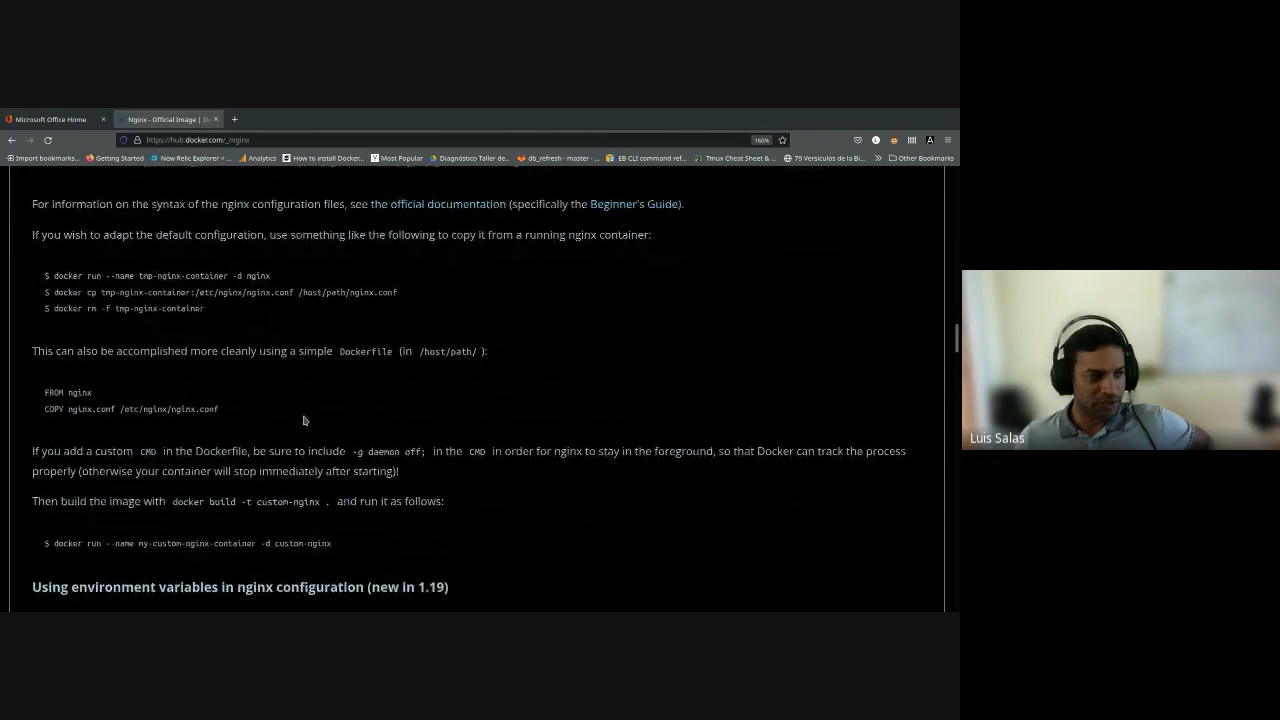 Microsoft Office Home
Nginx - Official Image | Do
https://hub.docker.com/_/nginx
160%
Import bookmarks...
Getting Started
New Relic Explorer < ...
Analytics
How to install Docker...
Most Popular
Diagnóstico Taller de...
db_refresh - master - ...
EB CLI command ref...
Tmux Cheat Sheet & ...
79 Versículos de la Bi...
Other Bookmarks
For information on the syntax of the nginx configuration files, see the official documentation (specifically the Beginner's Guide).
If you wish to adapt the default configuration, use something like the following to copy it from a running nginx container:
$ docker run --name tmp-nginx-container -d nginx
$ docker cp tmp-nginx-container:/etc/nginx/nginx.conf /host/path/nginx.conf
$ docker rm -f tmp-nginx-container
This can also be accomplished more cleanly using a simple Dockerfile (in /host/path/ ):
FROM nginx
COPY nginx.conf /etc/nginx/nginx.conf
If you add a custom CMD in the Dockerfile, be sure to include -g daemon off; in the CMD in order for nginx to stay in the foreground, so that Docker can track the process
properly (otherwise your container will stop immediately after starting)!
Then build the image with docker build -t custom-nginx . and run it as follows:
$ docker run --name my-custom-nginx-container -d custom-nginx
Using environment variables in nginx configuration (new in 1.19)
Luis Salas